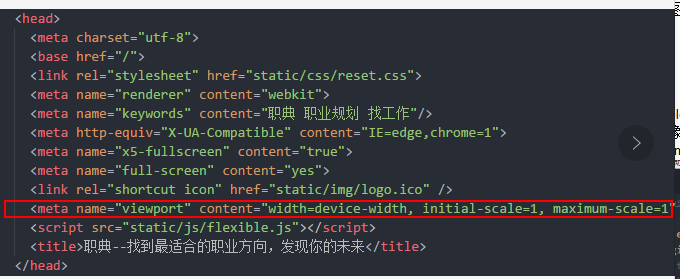 <head>
<meta charset="utf-8">
<base href="/">
<link rel="stylesheet" href="static/css/reset.css">
<meta name="renderer" content="webkit">
<meta name="keywords" content="职典 职业规划 找工作"/>
<meta http-equiv="X-UA-Compatible" content="IE=edge,chrome=1">
<meta name="x5-fullscreen" content="true">
<meta name="full-screen" content="yes">
<link rel="shortcut icon" href="static/img/logo.ico" />
<meta name="viewport" content="width=device-width, initial-scale=1, maximum-scale=1"
<script src="static/js/flexible.js"></script>
<title>职典--找到最适合的职业方向，发现你的未来</title>
</head>